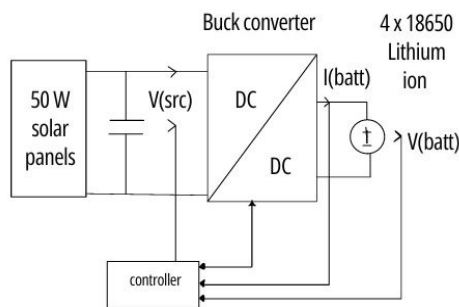 Buck converter
4 x 18650
Lithium
ion
50 W
solar
panels
V(src)
DC
DC
I(batt)
V(batt)
controller